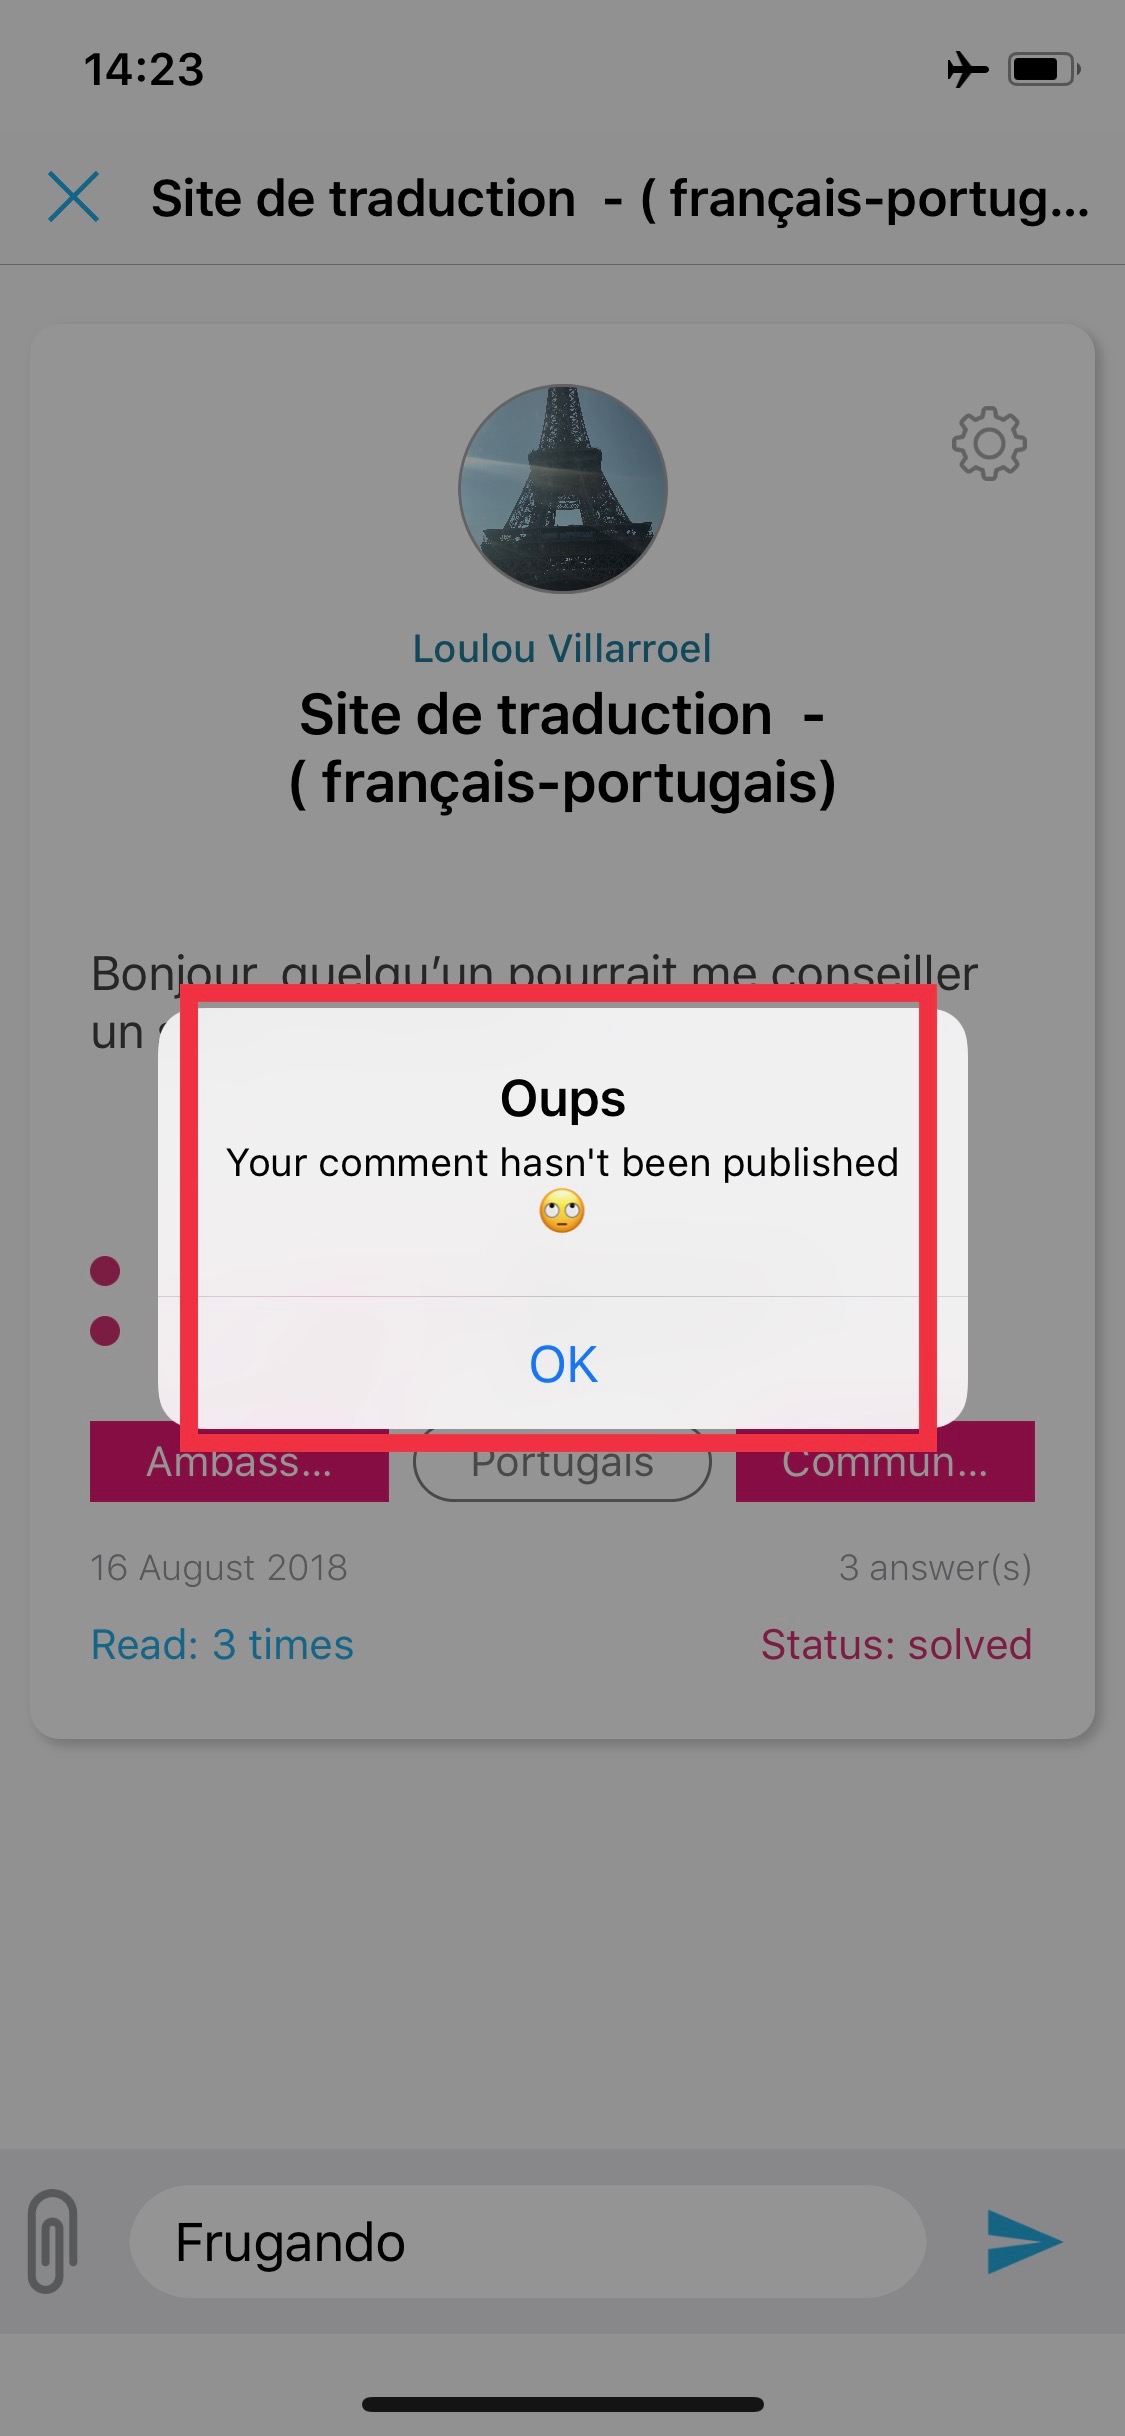 14:23
Site de traduction  - ( français-portug...
Loulou Villarroel
Site de traduction  -
( français-portugais)
Bonjour, quelqu’un pourrait me conseiller
un
Oups
Your comment hasn't been published
🙄
OK
Ambass... Portugais Commun...
16 August 2018 3 answer(s)
Read: 3 times Status: solved
Frugando